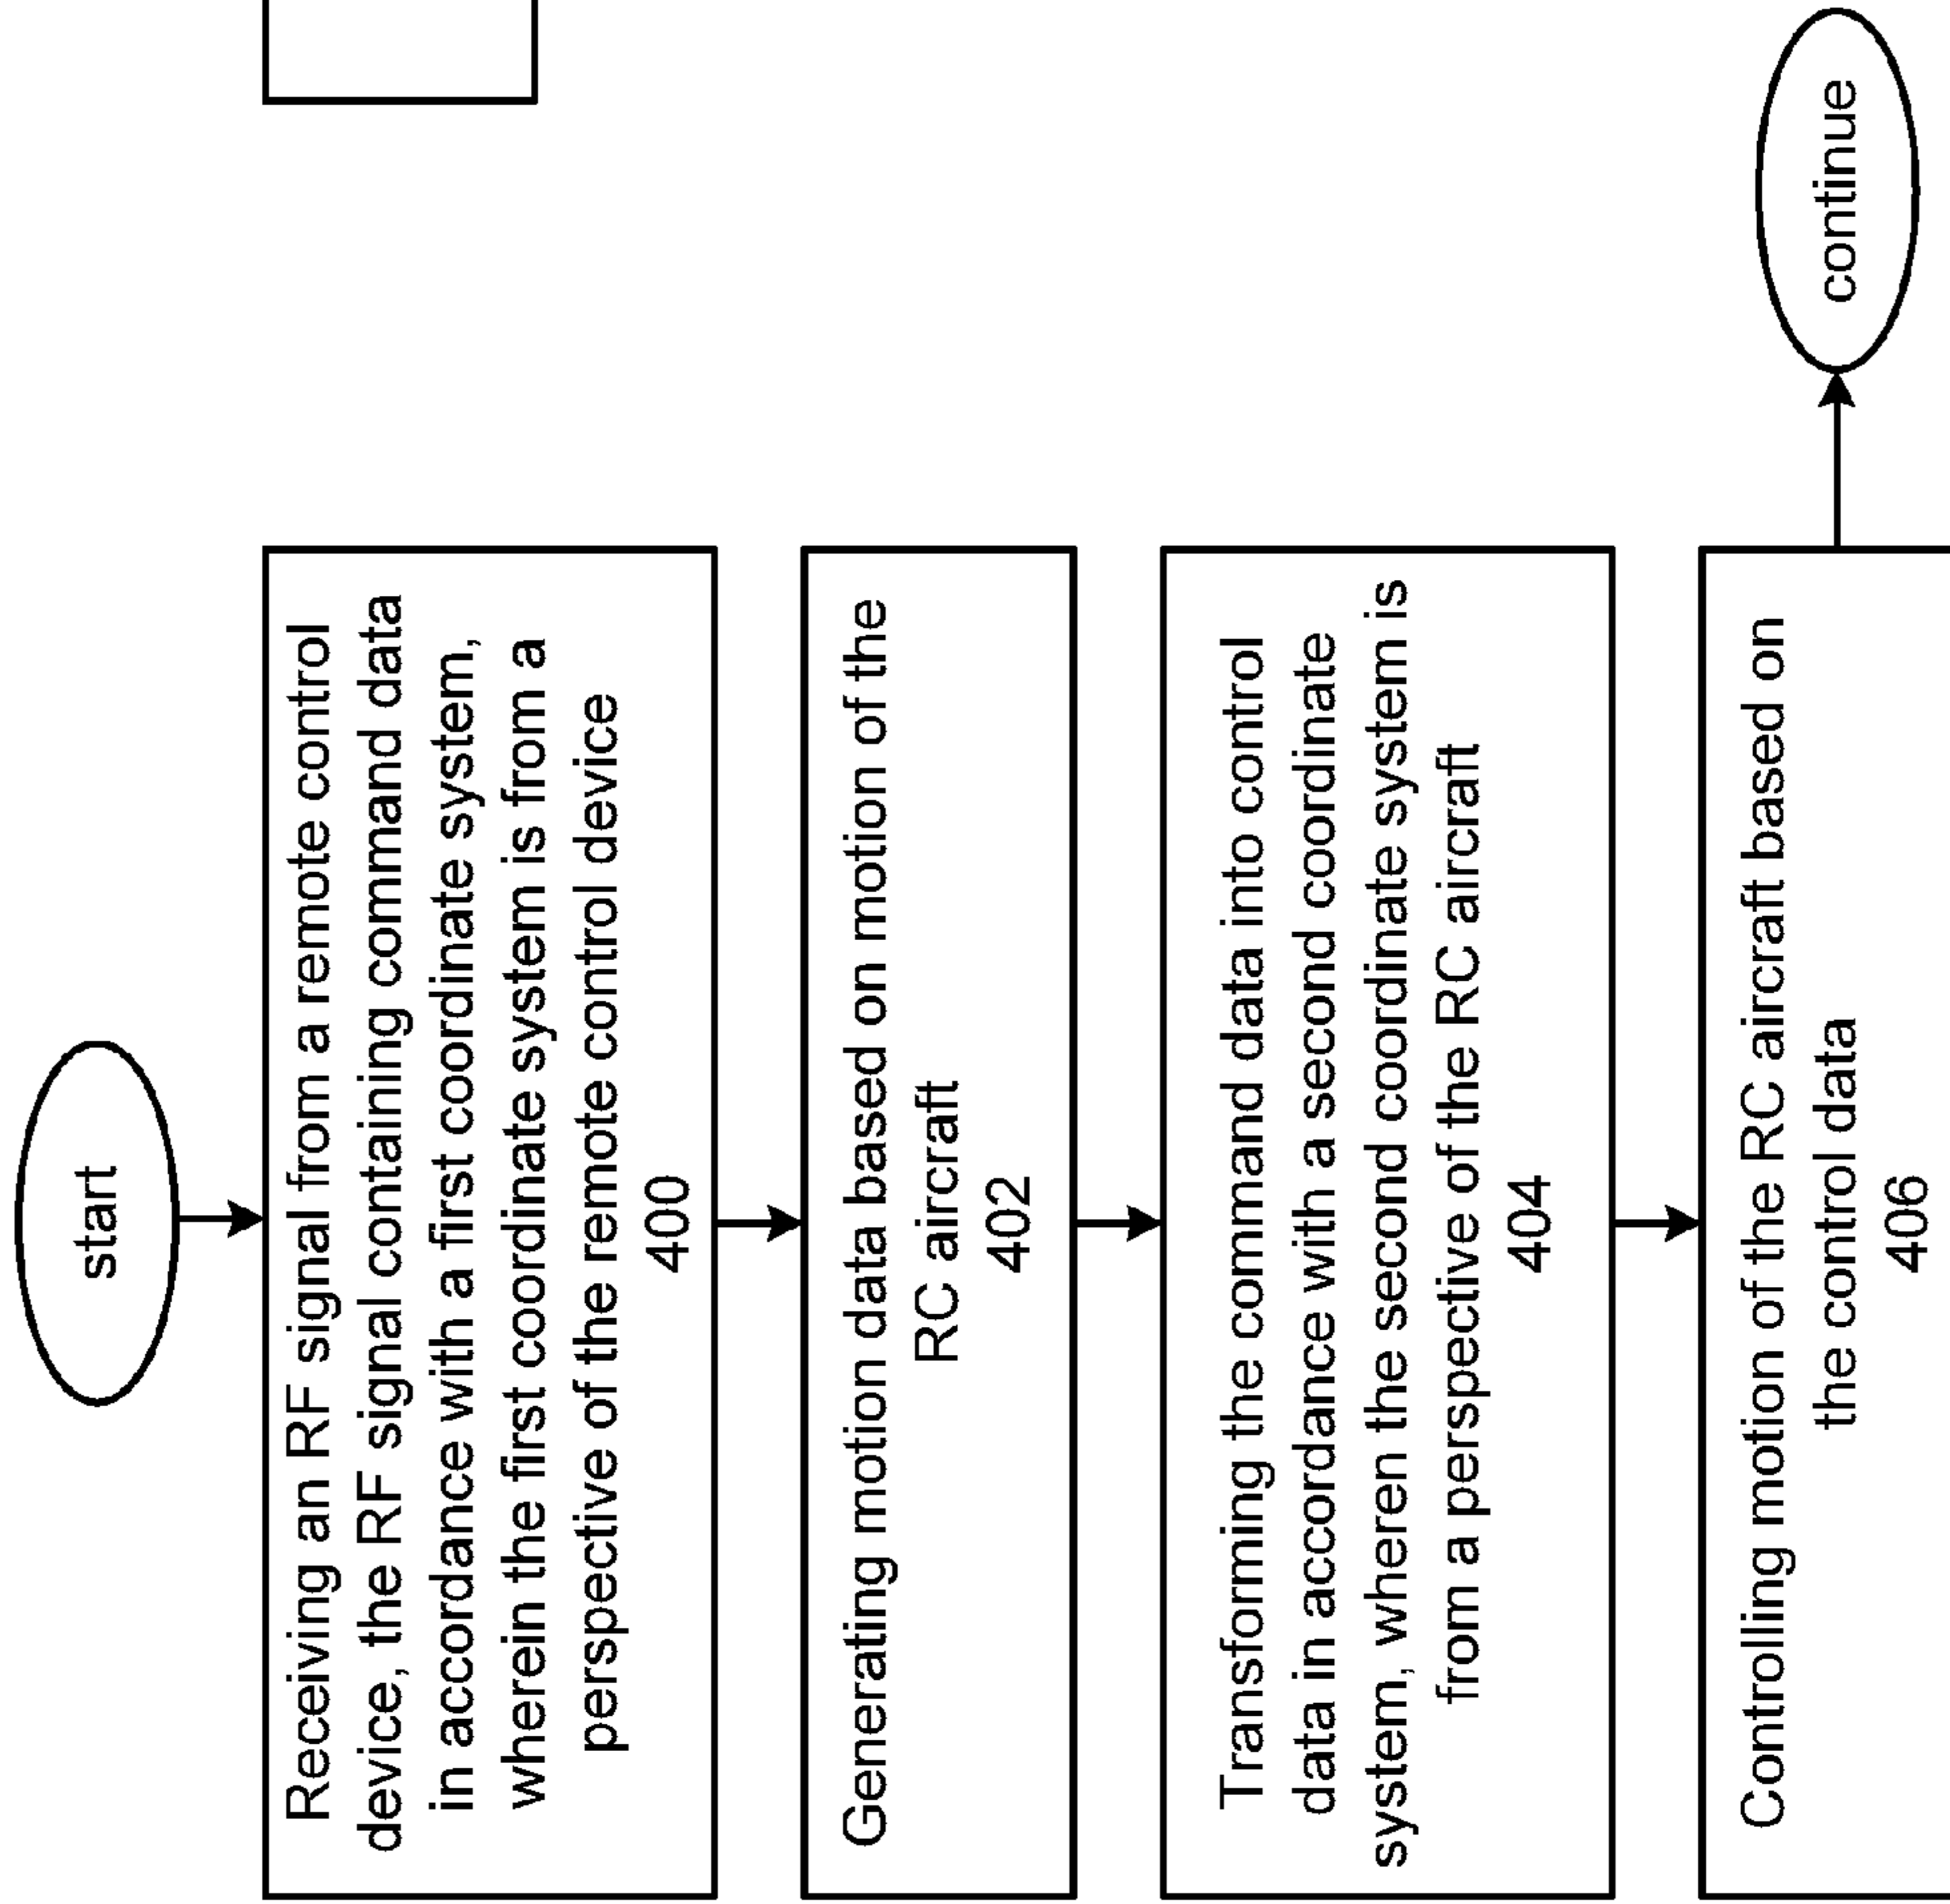 start
Receiving an RF signal from a remote control
device, the RF signal containing command data
in accordance with a first coordinate system,
wherein the first coordinate system is from a
perspective of the remote control device
400
Generating motion data based on motion of the
RC aircraft
402
Transforming the command data into control
data in accordance with a second coordinate
system, wheren the second coordinate system is
from a perspective of the RC aircraft
404
Controlling motion of the RC aircraft based on
the control data
406
continue